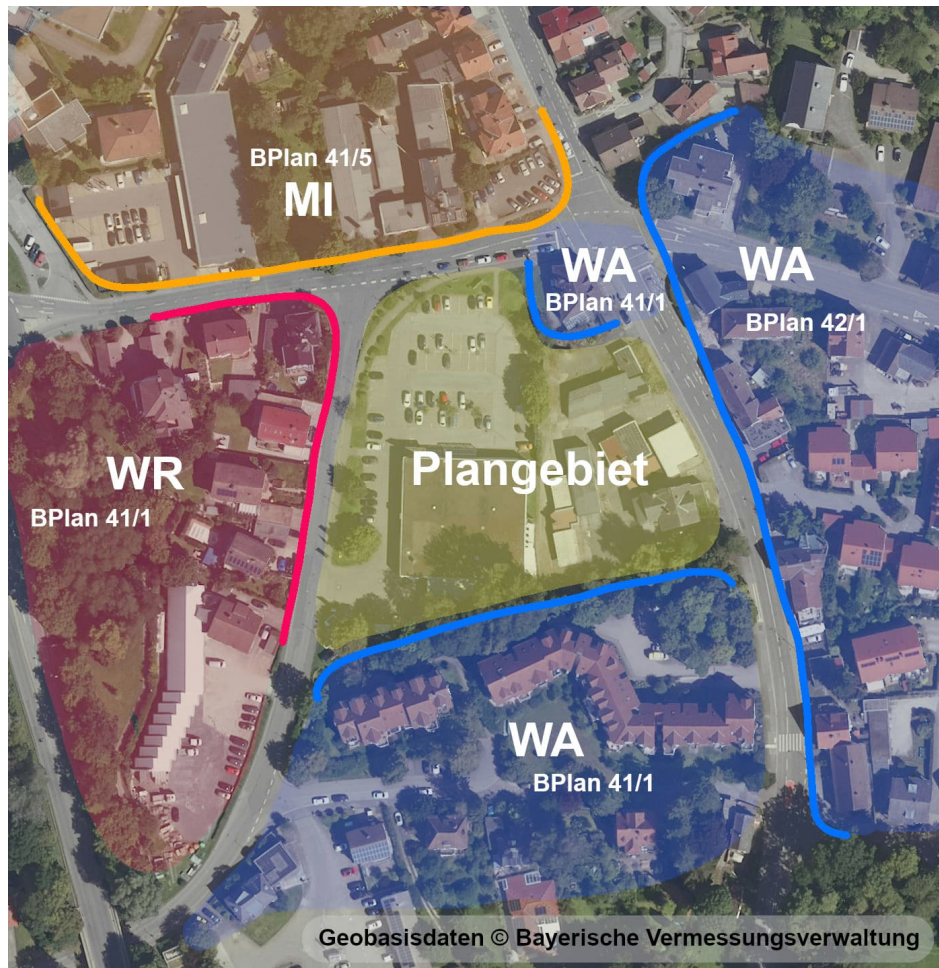 BPlan 41/5
MI
WA
BPlan 41/1
WA
BPlan 42/1
WR
BPlan 41/1
Plangebiet
WA
BPlan 41/1
Geobasisdaten © Bayerische Vermessungsverwaltung